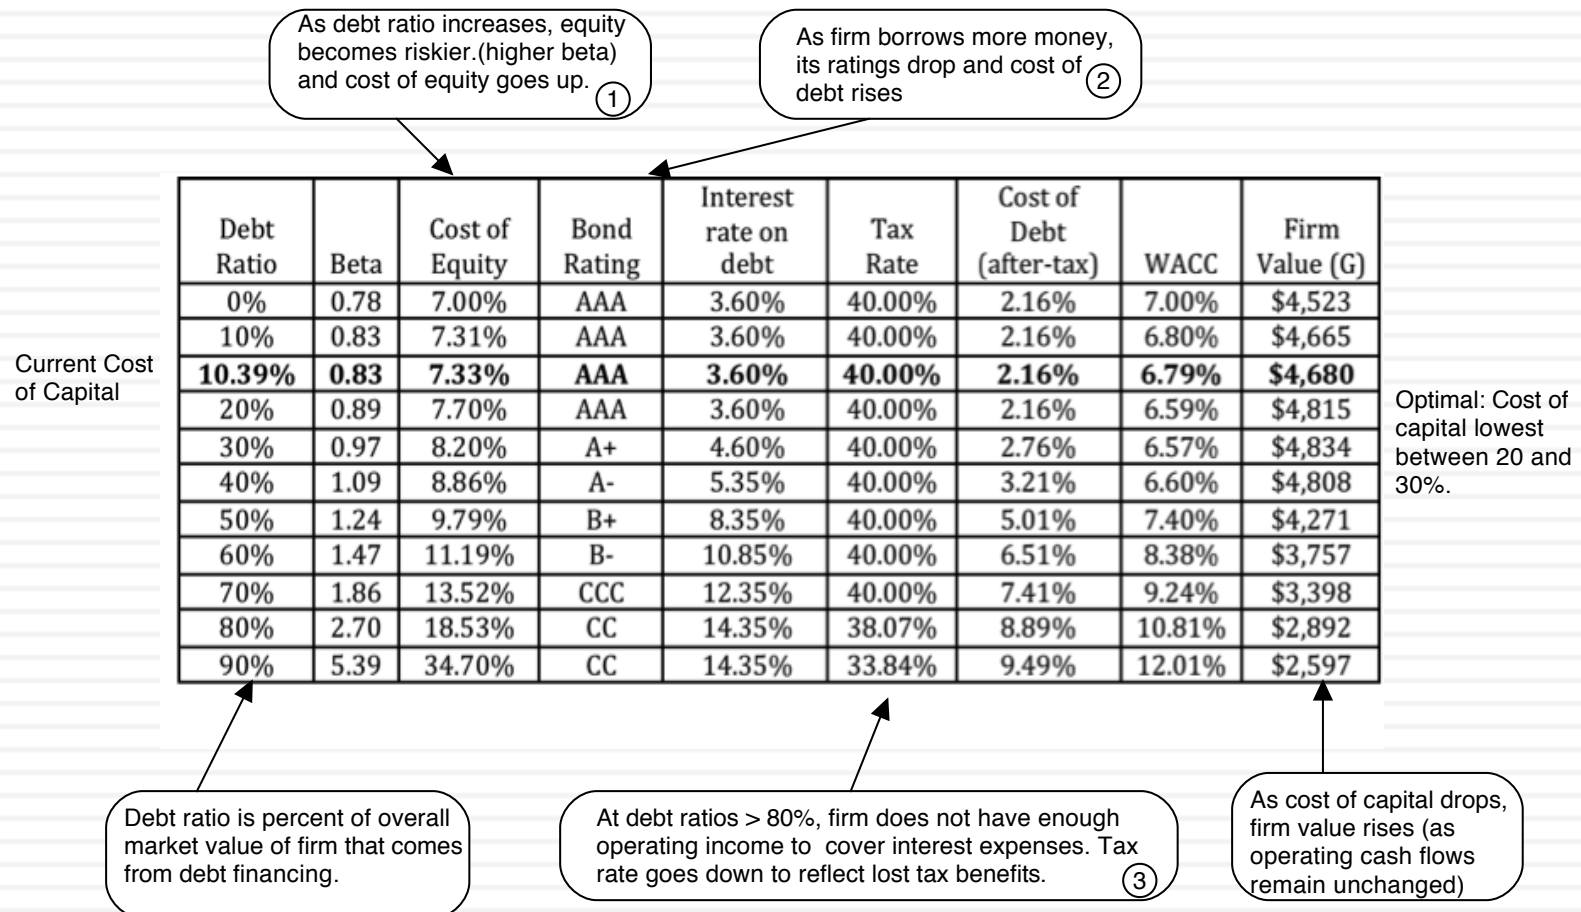 As debt ratio increases, equity
becomes riskier.(higher beta)
and cost of equity goes up.
1
As firm borrows more money,
its ratings drop and cost of
debt rises
2
Debt Ratio Beta Cost of Equity Bond Rating Interest rate on debt Tax Rate Cost of Debt (after-tax) WACC Firm Value (G)
0% 0.78 7.00% AAA 3.60% 40.00% 2.16% 7.00% $4,523
10% 0.83 7.31% AAA 3.60% 40.00% 2.16% 6.80% $4,665
10.39% 0.83 7.33% AAA 3.60% 40.00% 2.16% 6.79% $4,680
20% 0.89 7.70% AAA 3.60% 40.00% 2.16% 6.59% $4,815
30% 0.97 8.20% A+ 4.60% 40.00% 2.76% 6.57% $4,834
40% 1.09 8.86% A- 5.35% 40.00% 3.21% 6.60% $4,808
50% 1.24 9.79% B+ 8.35% 40.00% 5.01% 7.40% $4,271
60% 1.47 11.19% B- 10.85% 40.00% 6.51% 8.38% $3,757
70% 1.86 13.52% CCC 12.35% 40.00% 7.41% 9.24% $3,398
80% 2.70 18.53% CC 14.35% 38.07% 8.89% 10.81% $2,892
90% 5.39 34.70% CC 14.35% 33.84% 9.49% 12.01% $2,597
Current Cost
of Capital
Optimal: Cost of
capital lowest
between 20 and
30%.
Debt ratio is percent of overall
market value of firm that comes
from debt financing.
At debt ratios > 80%, firm does not have enough
operating income to cover interest expenses. Tax
rate goes down to reflect lost tax benefits.
3
As cost of capital drops,
firm value rises (as
operating cash flows
remain unchanged)